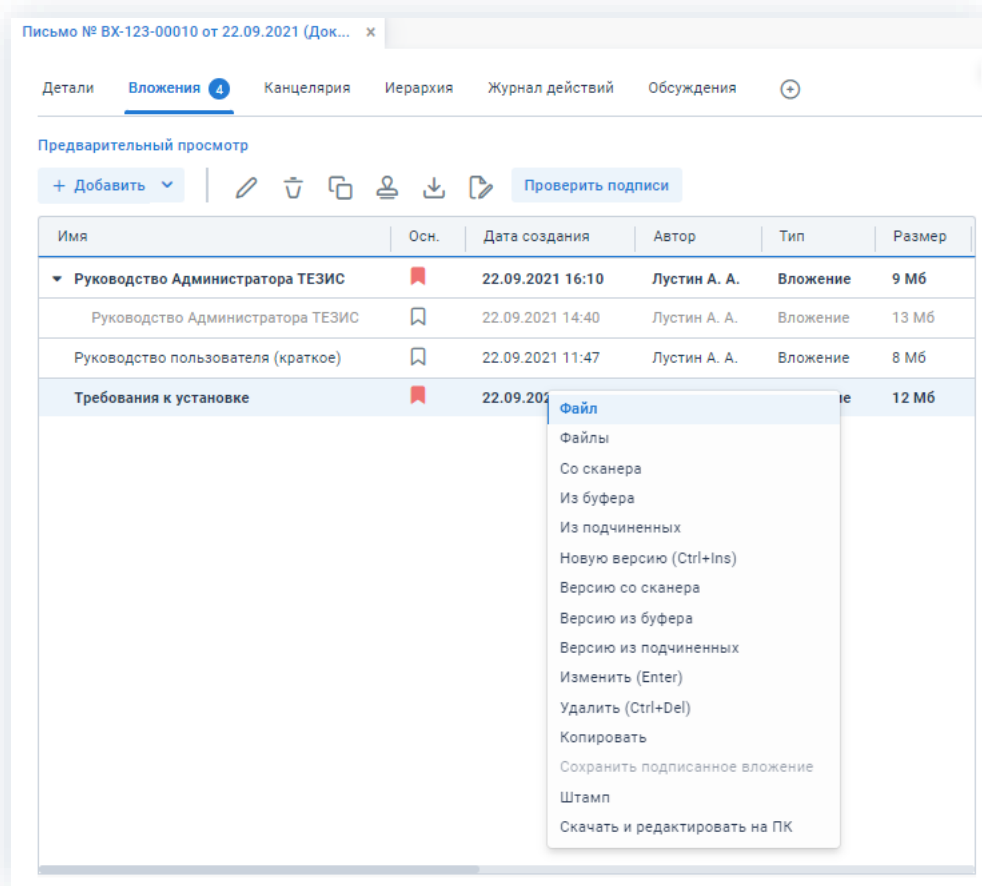 Письмо № ВХ-123-00010 от 22.09.2021 (Док... ×
Детали Вложения 4 Канцелярия Иерархия Журнал действий Обсуждения
Предварительный просмотр
+ Добавить Проверить подписи
Имя Осн. Дата создания Автор Тип Размер
Руководство Администратора ТЕЗИС 22.09.2021 16:10 Лустин А. А. Вложение 9 Мб
Руководство Администратора ТЕЗИС 22.09.2021 14:40 Лустин А. А. Вложение 13 Мб
Руководство пользователя (краткое) 22.09.2021 11:47 Лустин А. А. Вложение 8 Мб
Требования к установке 22.09.202 ие 12 Мб
Файл
Файлы
Со сканера
Из буфера
Из подчиненных
Новую версию (Ctrl+Ins)
Версию со сканера
Версию из буфера
Версию из подчиненных
Изменить (Enter)
Удалить (Ctrl+Del)
Копировать
Сохранить подписанное вложение
Штамп
Скачать и редактировать на ПК